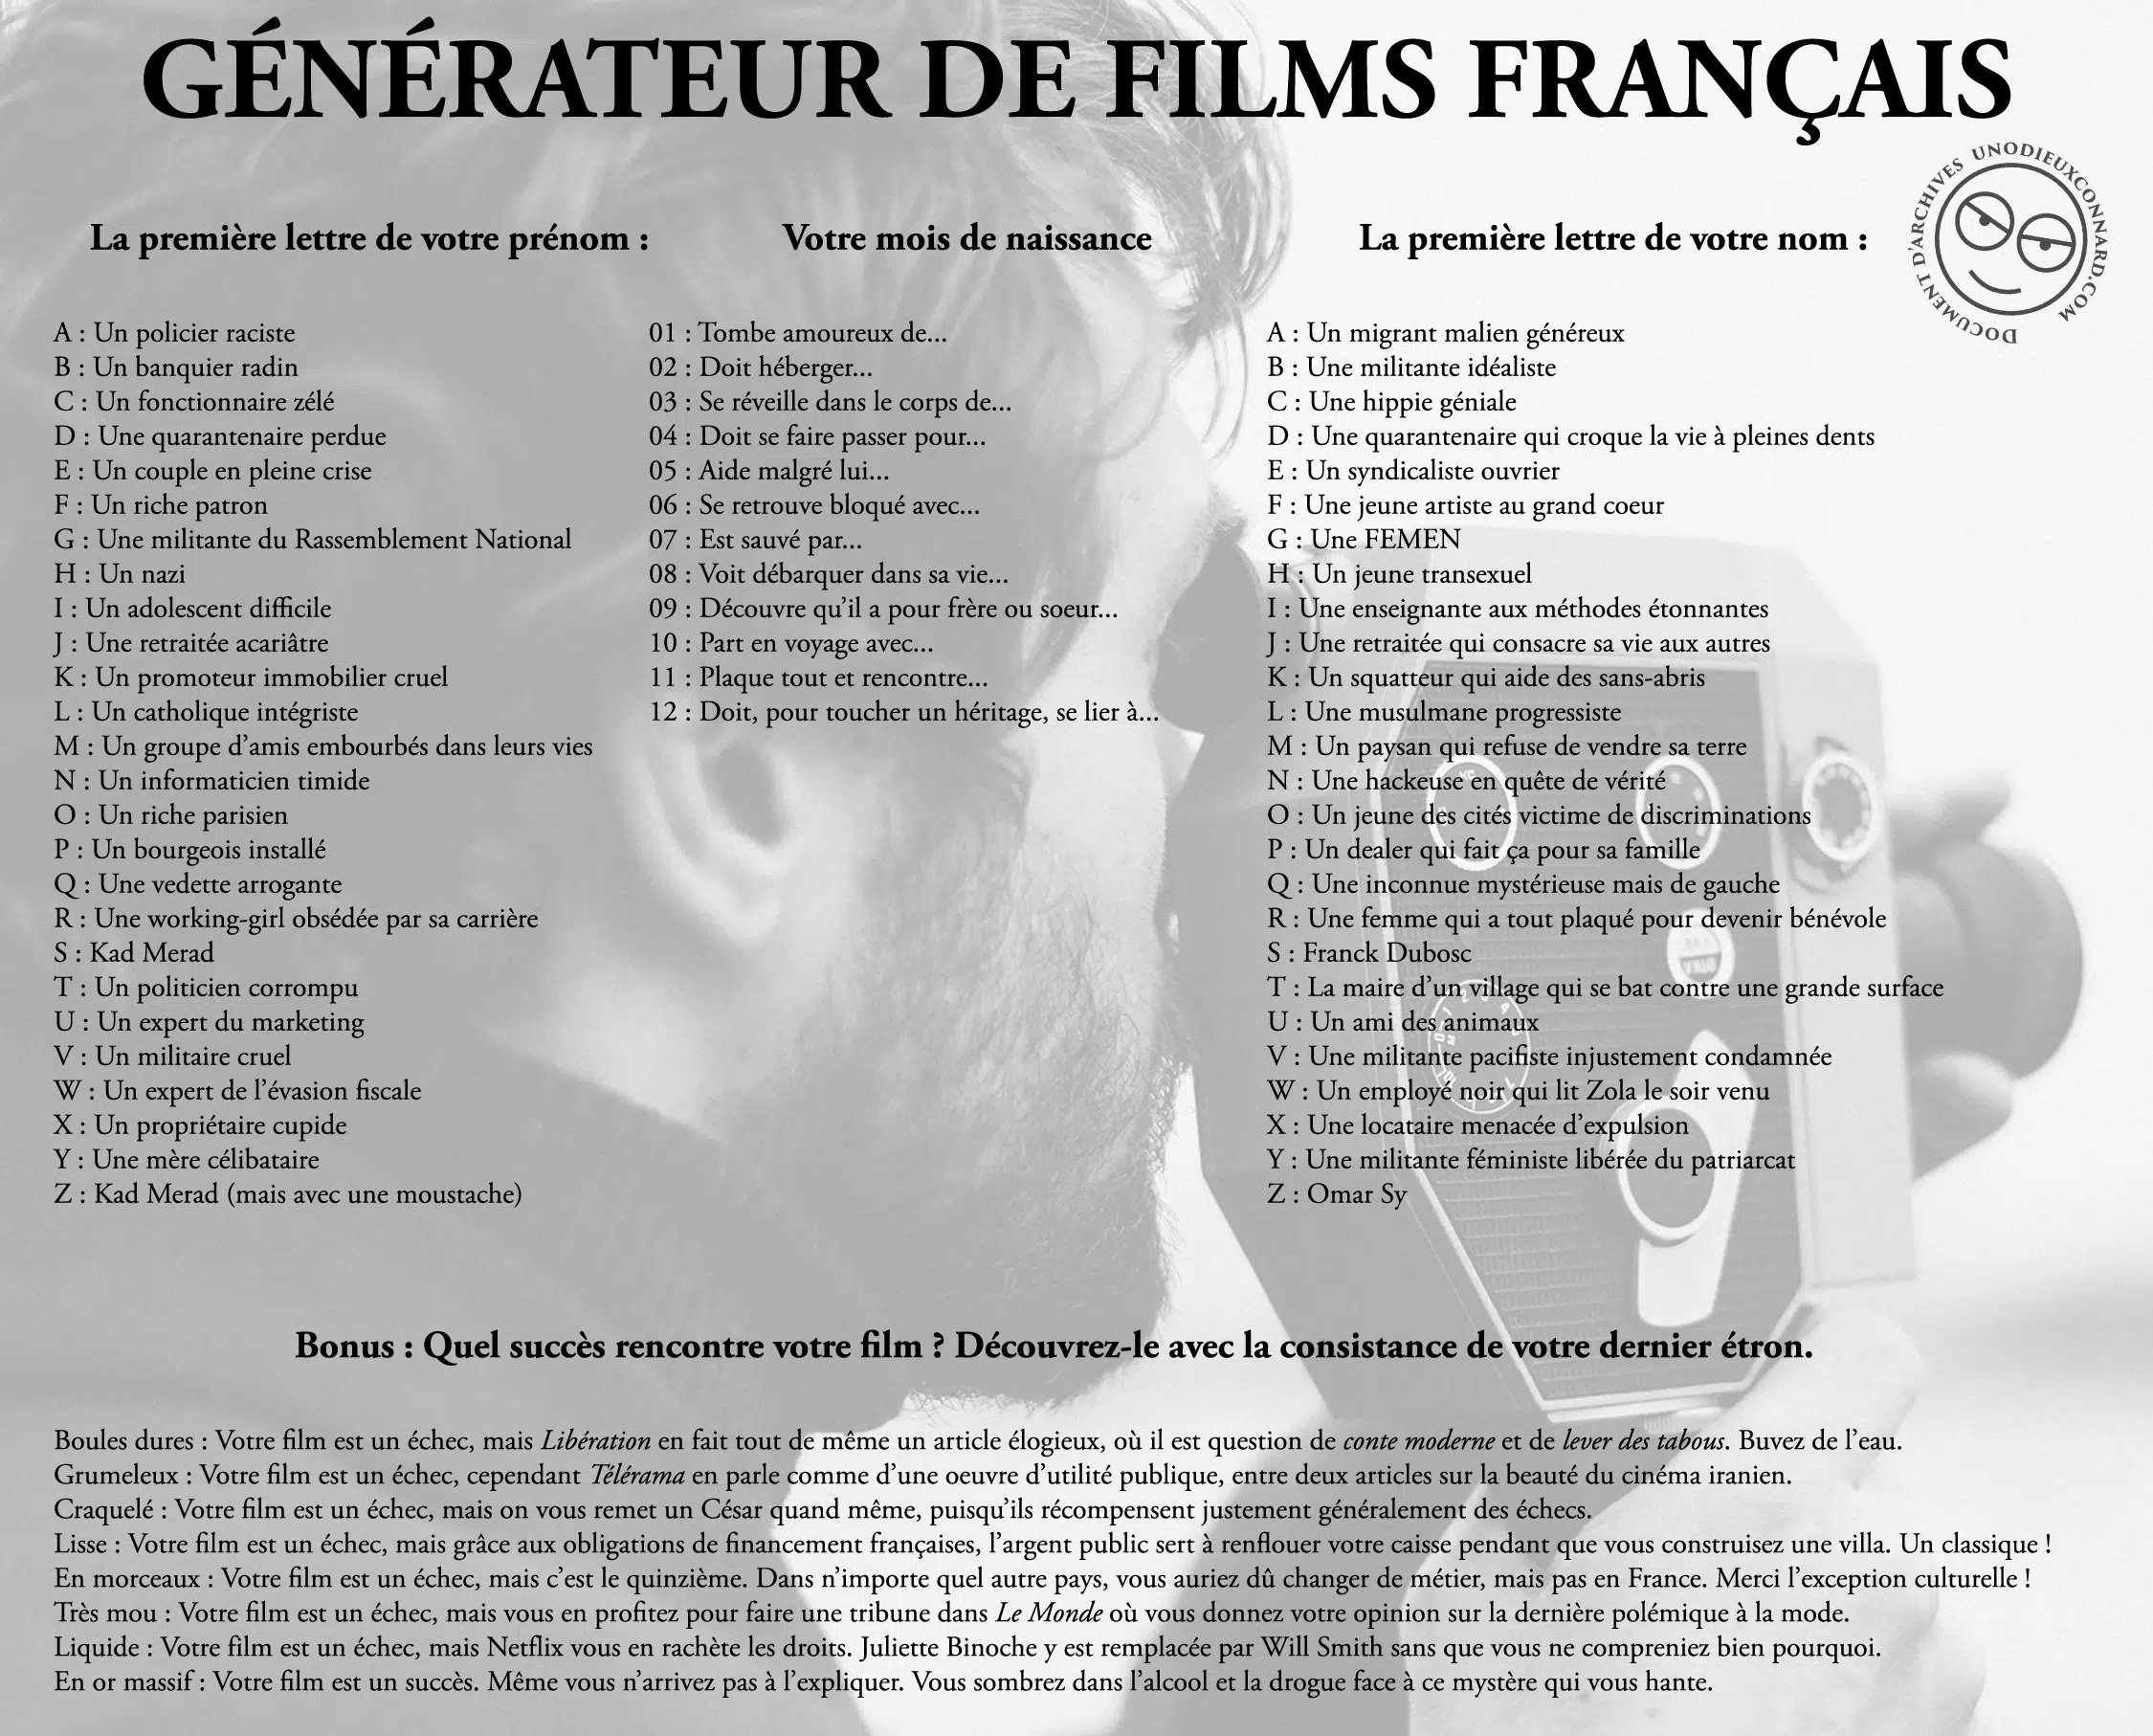 GÉNÉRATEUR DE FILMS FRANÇAIS
DOCUMENT D'ARCHIVES UNODIEUXCONNARD.COM
La première lettre de votre prénom :
A : Un policier raciste
B : Un banquier radin
C : Un fonctionnaire zélé
D : Une quarantenaire perdue
E : Un couple en pleine crise
F : Un riche patron
G : Une militante du Rassemblement National
H : Un nazi
I : Un adolescent difficile
J : Une retraitée acariâtre
K : Un promoteur immobilier cruel
L : Un catholique intégriste
M : Un groupe d'amis embourbés dans leurs vies
N : Un informaticien timide
O : Un riche parisien
P : Un bourgeois installé
Q : Une vedette arrogante
R : Une working-girl obsédée par sa carrière
S : Kad Merad
T : Un politicien corrompu
U : Un expert du marketing
V : Un militaire cruel
W : Un expert de l'évasion fiscale
X : Un propriétaire cupide
Y : Une mère célibataire
Z : Kad Merad (mais avec une moustache)
Votre mois de naissance
01 : Tombe amoureux de...
02 : Doit héberger...
03 : Se réveille dans le corps de...
04 : Doit se faire passer pour...
05 : Aide malgré lui...
06 : Se retrouve bloqué avec...
07 : Est sauvé par...
08 : Voit débarquer dans sa vie...
09 : Découvre qu'il a pour frère ou soeur...
10 : Part en voyage avec...
11 : Plaque tout et rencontre...
12 : Doit, pour toucher un héritage, se lier à...
La première lettre de votre nom :
A : Un migrant malien généreux
B : Une militante idéaliste
C : Une hippie géniale
D : Une quarantenaire qui croque la vie à pleines dents
E : Un syndicaliste ouvrier
F : Une jeune artiste au grand coeur
G : Une FEMEN
H : Un jeune transexuel
I : Une enseignante aux méthodes étonnantes
J : Une retraitée qui consacre sa vie aux autres
K : Un squatteur qui aide des sans-abris
L : Une musulmane progressiste
M : Un paysan qui refuse de vendre sa terre
N : Une hackeuse en quête de vérité
O : Un jeune des cités victime de discriminations
P : Un dealer qui fait ça pour sa famille
Q : Une inconnue mystérieuse mais de gauche
R : Une femme qui a tout plaqué pour devenir bénévole
S : Franck Dubosc
T : La maire d'un village qui se bat contre une grande surface
U : Un ami des animaux
V : Une militante pacifiste injustement condamnée
W : Un employé noir qui lit Zola le soir venu
X : Une locataire menacée d'expulsion
Y : Une militante féministe libérée du patriarcat
Z : Omar Sy
Bonus : Quel succès rencontre votre film ? Découvrez-le avec la consistance de votre dernier étron.
Boules dures : Votre film est un échec, mais Libération en fait tout de même un article élogieux, où il est question de conte moderne et de lever des tabous. Buvez de l'eau.
Grumeleux : Votre film est un échec, cependant Télérama en parle comme d'une oeuvre d'utilité publique, entre deux articles sur la beauté du cinéma iranien.
Craquelé : Votre film est un échec, mais on vous remet un César quand même, puisqu'ils récompensent justement généralement des échecs.
Lisse : Votre film est un échec, mais grâce aux obligations de financement françaises, l'argent public sert à renflouer votre caisse pendant que vous construisez une villa. Un classique !
En morceaux : Votre film est un échec, mais c'est le quinzième. Dans n'importe quel autre pays, vous auriez dû changer de métier, mais pas en France. Merci l'exception culturelle !
Très mou : Votre film est un échec, mais vous en profitez pour faire une tribune dans Le Monde où vous donnez votre opinion sur la dernière polémique à la mode.
Liquide : Votre film est un échec, mais Netflix vous en rachète les droits. Juliette Binoche y est remplacée par Will Smith sans que vous ne compreniez bien pourquoi.
En or massif : Votre film est un succès. Même vous n'arrivez pas à l'expliquer. Vous sombrez dans l'alcool et la drogue face à ce mystère qui vous hante.